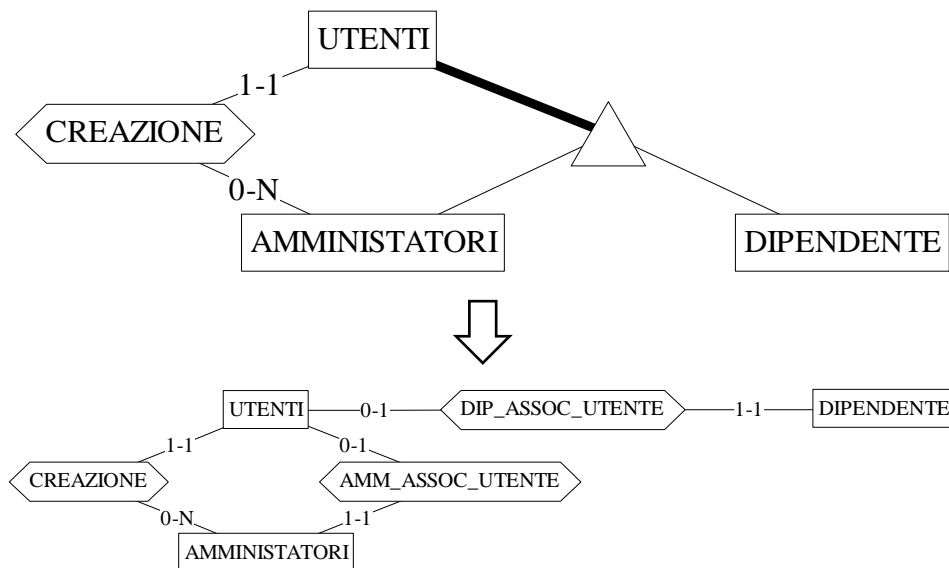 UTENTI
1-1
CREAZIONE
0-N
AMMINISTATORI
DIPENDENTE
UTENTI
0-1
DIP_ASSOC_UTENTE
1-1
DIPENDENTE
1-1
0-1
CREAZIONE
AMM_ASSOC_UTENTE
0-N
1-1
AMMINISTATORI